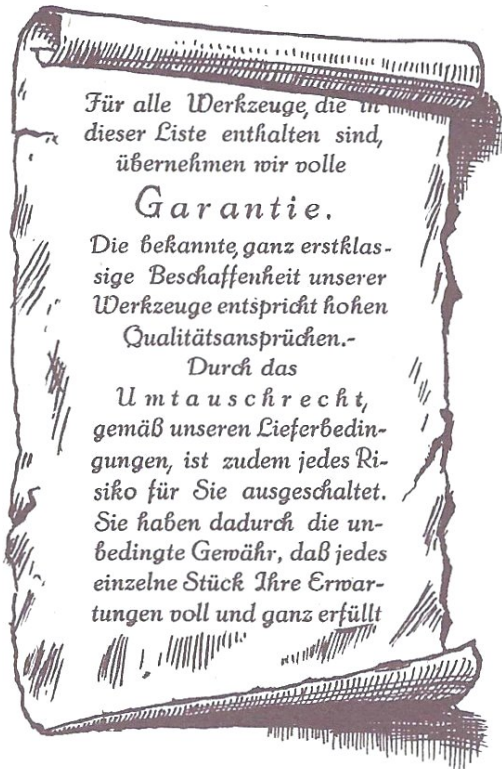 Für alle Werkzeuge, die in
dieser Liste enthalten sind,
übernehmen wir volle
Garantie.
Die bekannte, ganz erstklas-
sige Beschaffenheit unserer
Werkzeuge entspricht hohen
Qualitätsansprüchen.-
Durch das
Umtauschrecht,
gemäß unseren Lieferbedin-
gungen, ist zudem jedes Ri-
siko für Sie ausgeschaltet.
Sie haben dadurch die un-
bedingte Gewähr, daß jedes
einzelne Stück Ihre Erwar-
tungen voll und ganz erfüllt